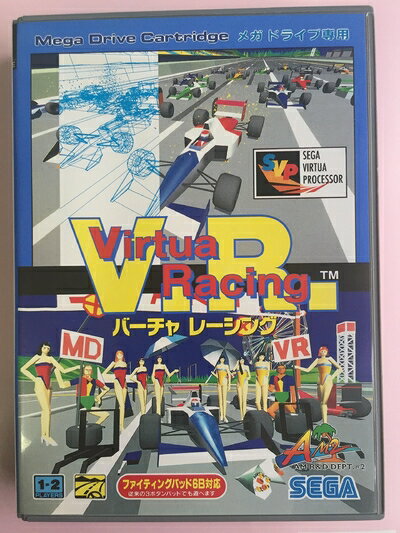 Mega Drive Cartridge メガドライブ専用
SVP
SEGA
VIRTUA
PROCESSOR
V.R.
Virtua
Racing
TM
バーチャ レーシング
MD
VR
AM2
AM R&D DEPT.#2
1-2
PLAYERS
ファイティングパッド6B対応
従来の3ボタンパッドでも遊べます
SEGA